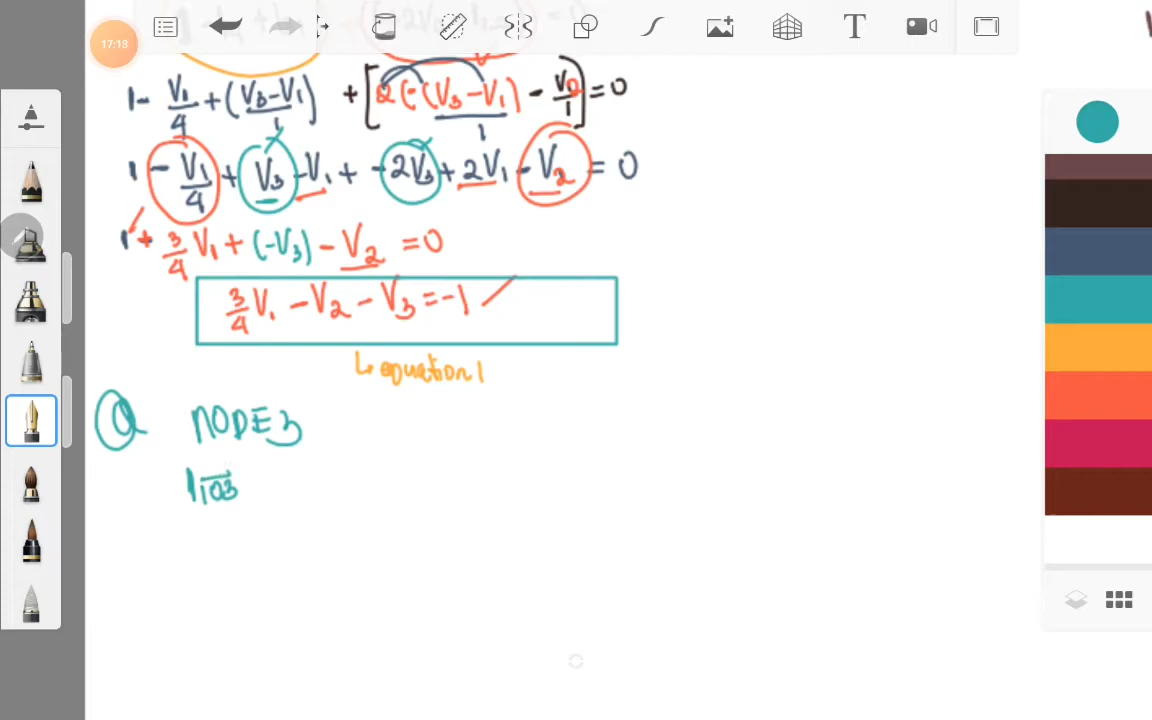 17:18
1 - V₁/4 + (V₃-V₁)/1 + [2(-(V₃-V₁)/1) - V₂/1] = 0
1 - V₁/4 + V₃ - V₁ + -2V₃ + 2V₁ - V₂ = 0
1 + 3/4 V₁ + (-V₃) - V₂ = 0
3/4 V₁ - V₂ - V₃ = -1
↳ equation 1
@ NODE 3
T